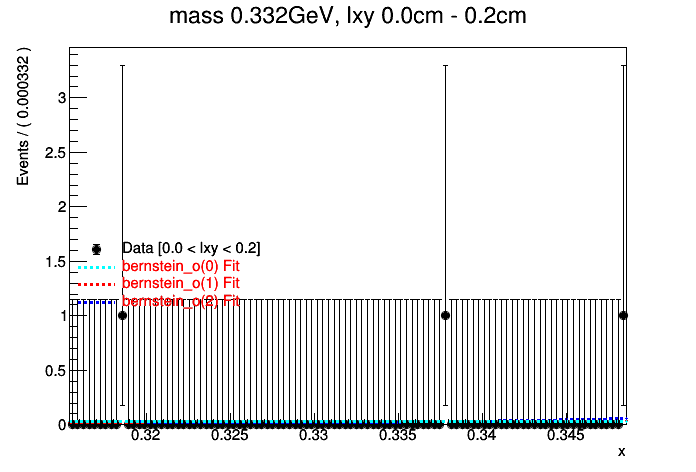 mass 0.332GeV, lxy 0.0cm - 0.2cm
Events / ( 0.000332 )
3
2.5
2
Data [0.0 < lxy < 0.2]
1.5
bernstein_o(0) Fit
bernstein_o(1) Fit
bernstein_o(2) Fit
1
0.5
0
0.32 0.325 0.33 0.335 0.34 0.345
x